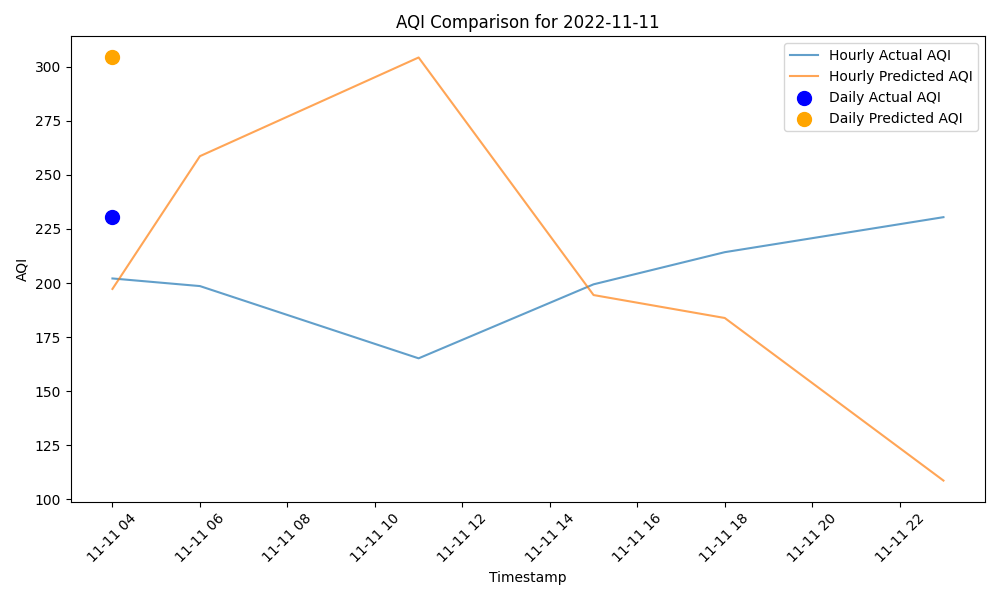 AQI Comparison for 2022-11-11
Hourly Actual AQI
Hourly Predicted AQI
Daily Actual AQI
Daily Predicted AQI
AQI
300
275
250
225
200
175
150
125
100
11-11 04
11-11 06
11-11 08
11-11 10
11-11 12
11-11 14
11-11 16
11-11 18
11-11 20
11-11 22
Timestamp